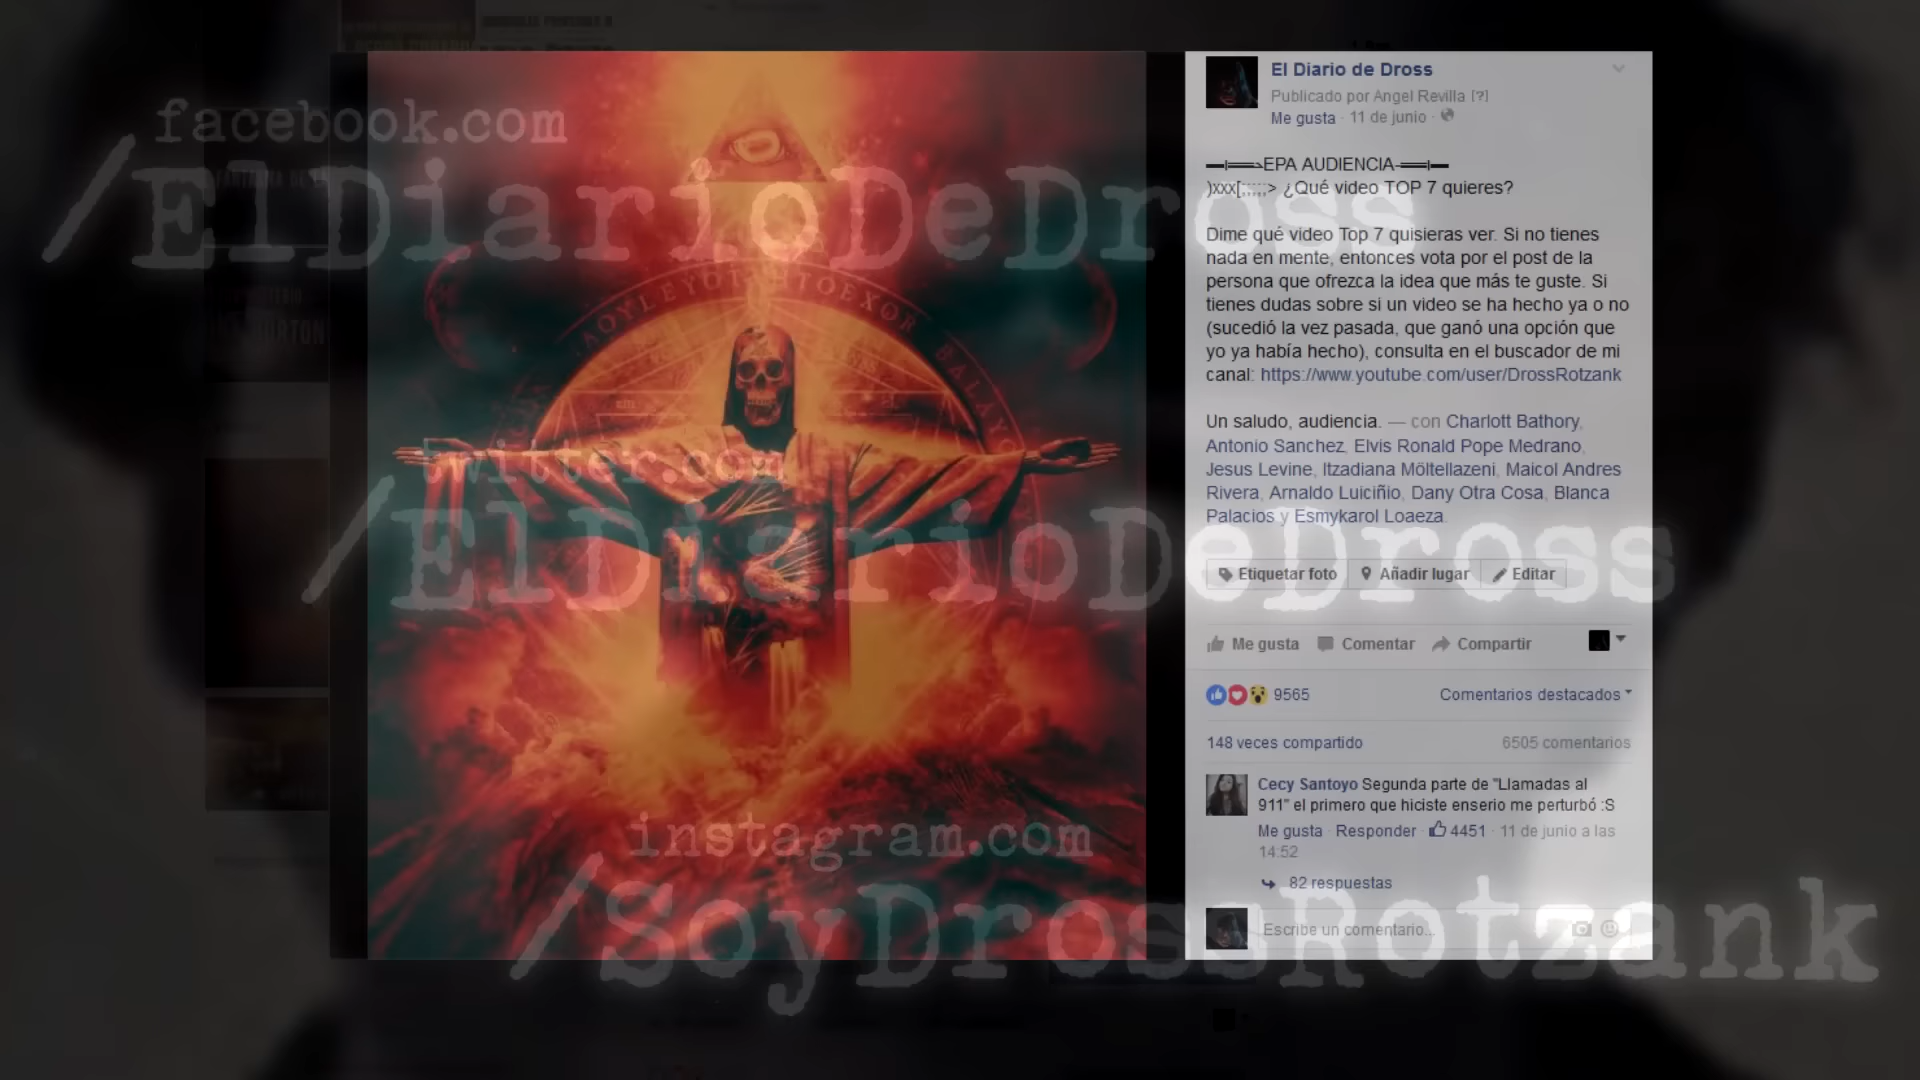 facebook.com
/ElDiarioDeDross
twitter.com
/ElDiarioDeDross
instagram.com
/SoyDrossRotzank
El Diario de Dross
Publicado por Angel Revilla [?]
Me gusta · 11 de junio ·
EPA AUDIENCIA
)xxx[;;;;;> ¿Qué video TOP 7 quieres?
Dime qué video Top 7 quisieras ver. Si no tienes
nada en mente, entonces vota por el post de la
persona que ofrezca la idea que más te guste. Si
tienes dudas sobre si un video se ha hecho ya o no
(sucedió la vez pasada, que ganó una opción que
yo ya había hecho), consulta en el buscador de mi
canal: https://www.youtube.com/user/DrossRotzank
Un saludo, audiencia. — con Charlott Bathory,
Antonio Sanchez, Elvis Ronald Pope Medrano,
Jesus Levine, Itzadiana Möltellazeni, Maicol Andres
Rivera, Arnaldo Luiciñio, Dany Otra Cosa, Blanca
Palacios y Esmykarol Loaeza.
Etiquetar foto Añadir lugar Editar
Me gusta Comentar Compartir
9565 Comentarios destacados
148 veces compartido 6505 comentarios
Cecy Santoyo Segunda parte de "Llamadas al
911" el primero que hiciste enserio me perturbó :S
Me gusta · Responder · 4451 · 11 de junio a las
14:52
82 respuestas
Escribe un comentario...